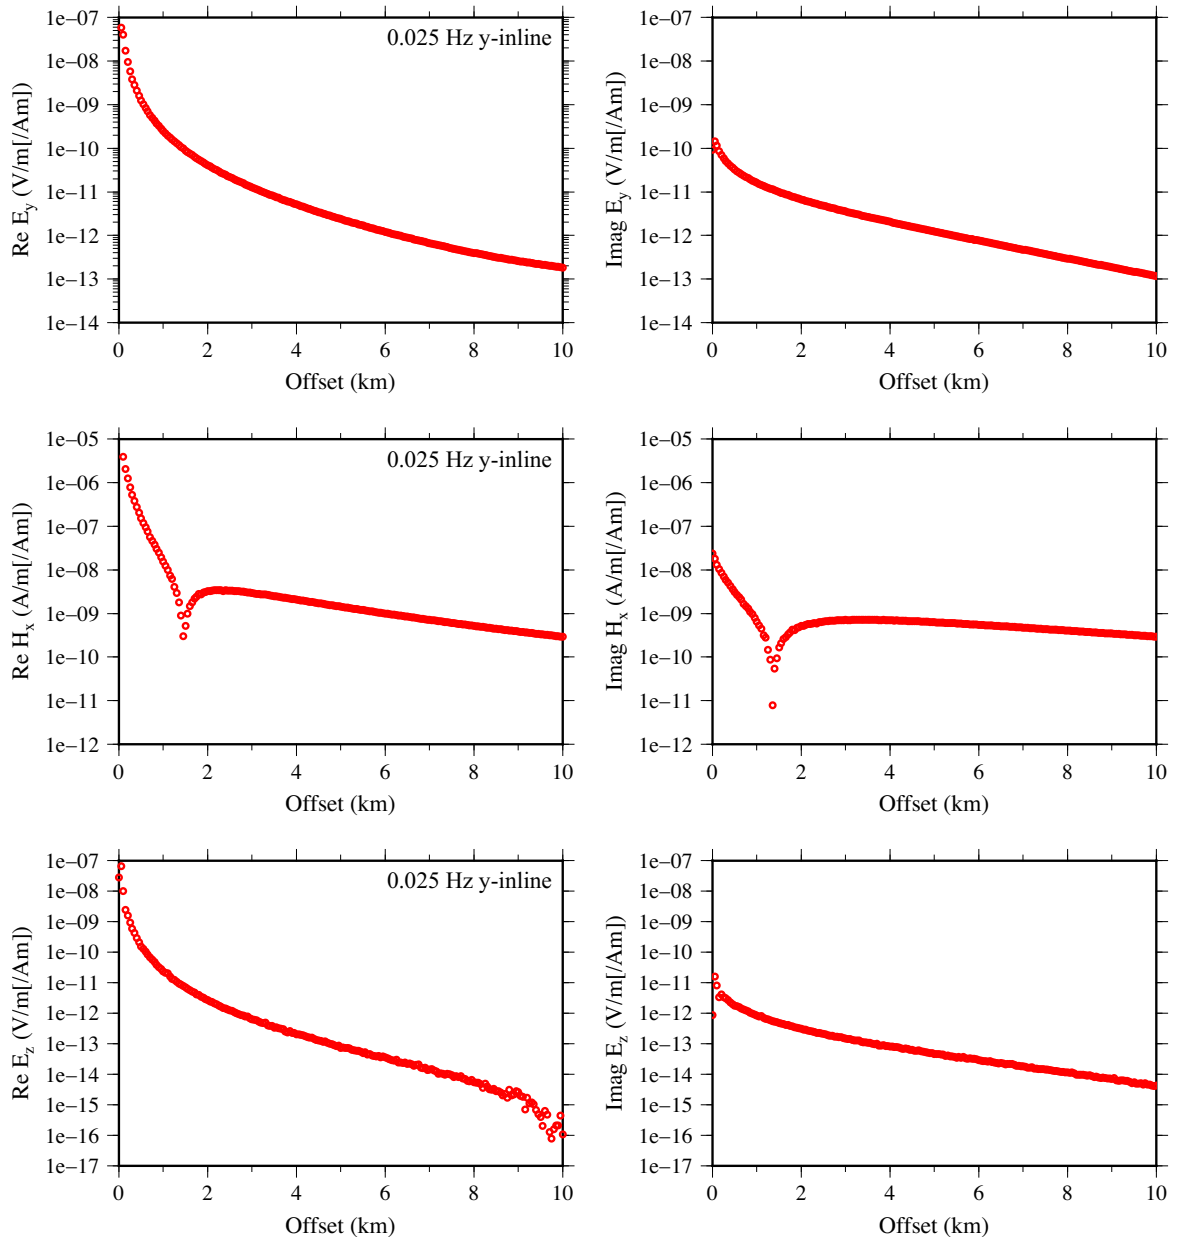 1e−07
1e−08
1e−09
1e−10
1e−11
1e−12
1e−13
1e−14
Re E_y (V/m[/Am])
0.025 Hz y−inline
0 2 4 6 8 10
Offset (km)
1e−07
1e−08
1e−09
1e−10
1e−11
1e−12
1e−13
1e−14
Imag E_y (V/m[/Am])
0 2 4 6 8 10
Offset (km)
1e−05
1e−06
1e−07
1e−08
1e−09
1e−10
1e−11
1e−12
Re H_x (A/m[/Am])
0.025 Hz y−inline
0 2 4 6 8 10
Offset (km)
1e−05
1e−06
1e−07
1e−08
1e−09
1e−10
1e−11
1e−12
Imag H_x (A/m[/Am])
0 2 4 6 8 10
Offset (km)
1e−07
1e−08
1e−09
1e−10
1e−11
1e−12
1e−13
1e−14
1e−15
1e−16
1e−17
Re E_z (V/m[/Am])
0.025 Hz y−inline
0 2 4 6 8 10
Offset (km)
1e−07
1e−08
1e−09
1e−10
1e−11
1e−12
1e−13
1e−14
1e−15
1e−16
1e−17
Imag E_z (V/m[/Am])
0 2 4 6 8 10
Offset (km)